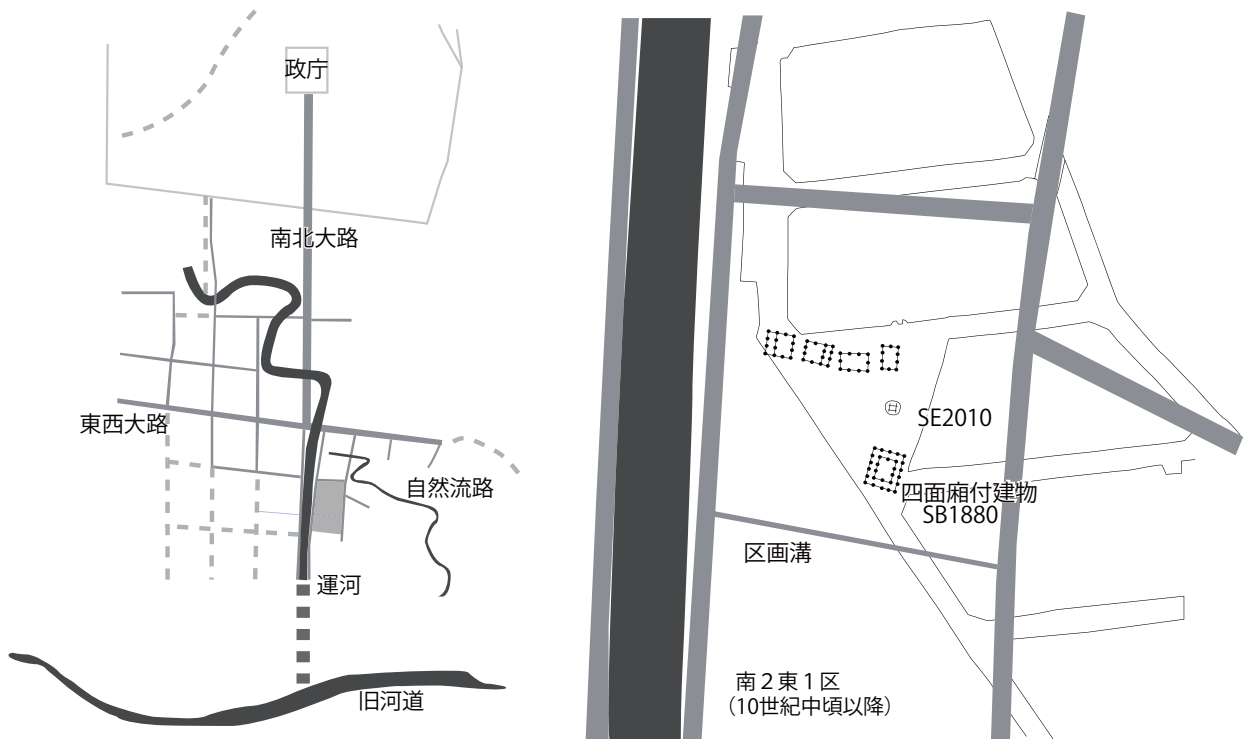 政庁
南北大路
東西大路
自然流路
運河
旧河道
SE2010
四面廂付建物
SB1880
区画溝
南2東1区
(10世紀中頃以降)